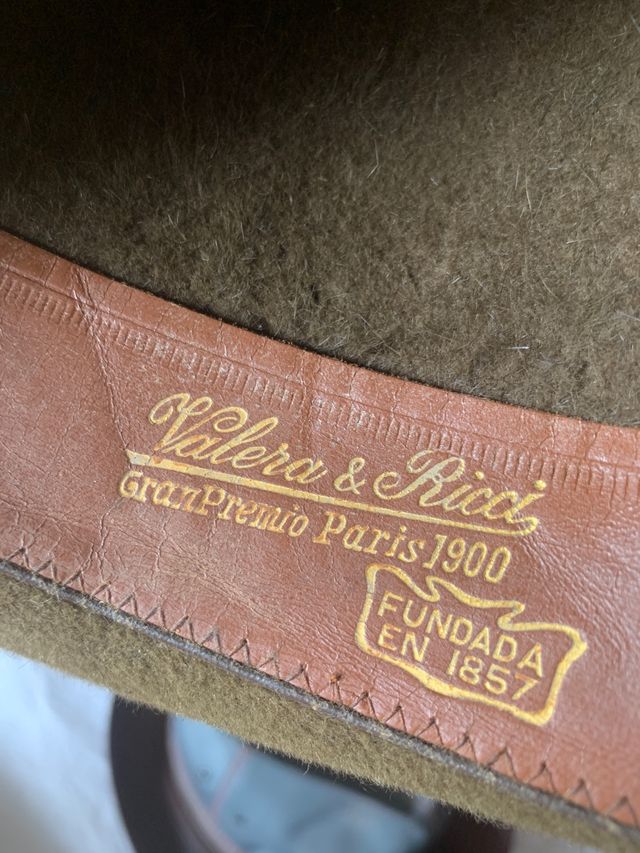 Valera & Ricci
GranPremio Paris 1900
FUNDADA
EN 1857